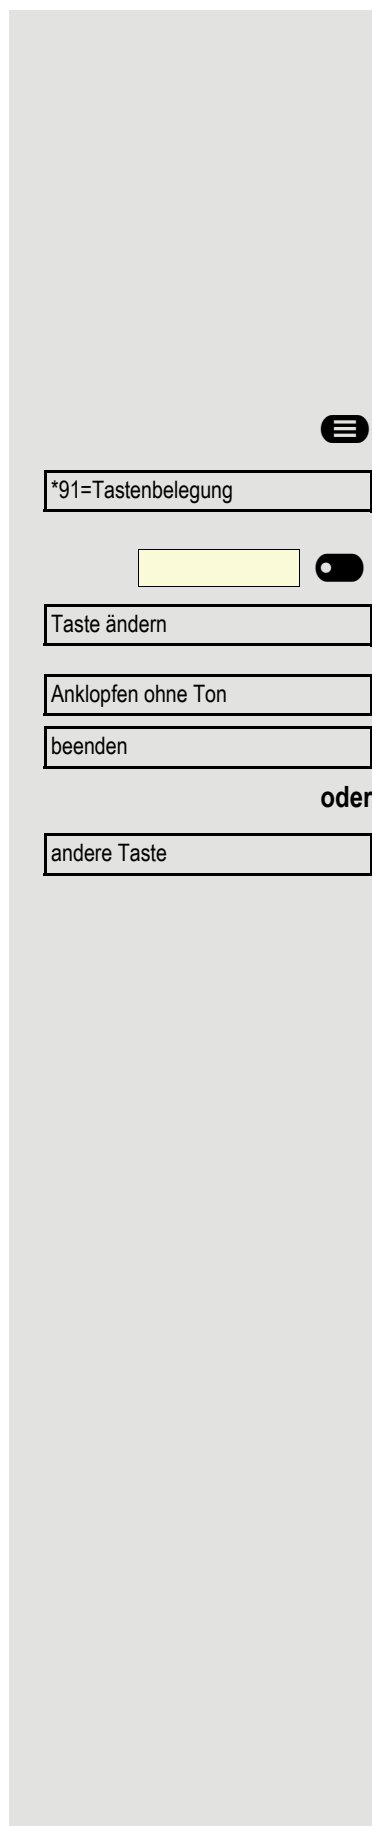 *91=Tastenbelegung
Taste ändern
Anklopfen ohne Ton
beenden
oder
andere Taste